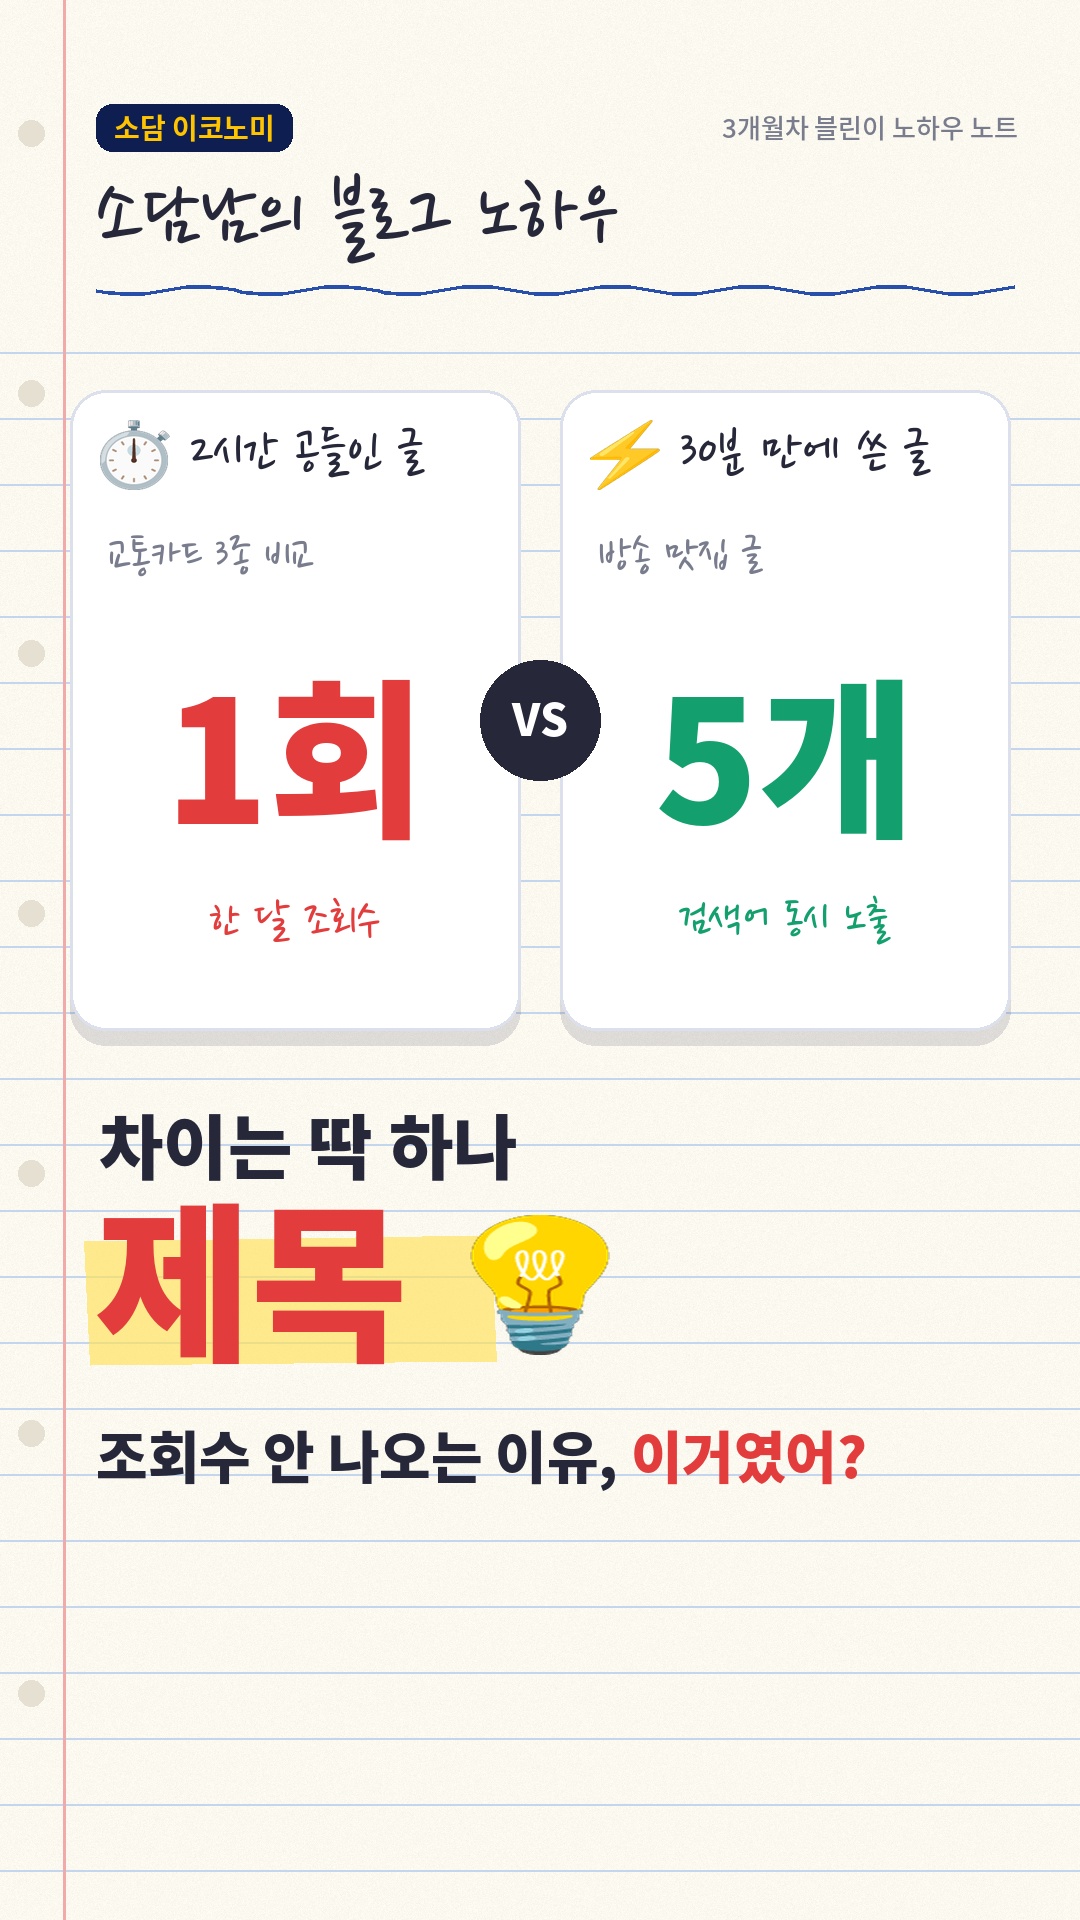 소담 이코노미
3개월차 블린이 노하우 노트
소담남의 블로그 노하우
2시간 공들인 글
교통카드 3종 비교
1회
한 달 조회수
VS
30분 만에 쓴 글
방송 맛집 글
5개
검색어 동시 노출
차이는 딱 하나
제목
조회수 안 나오는 이유, 이거였어?